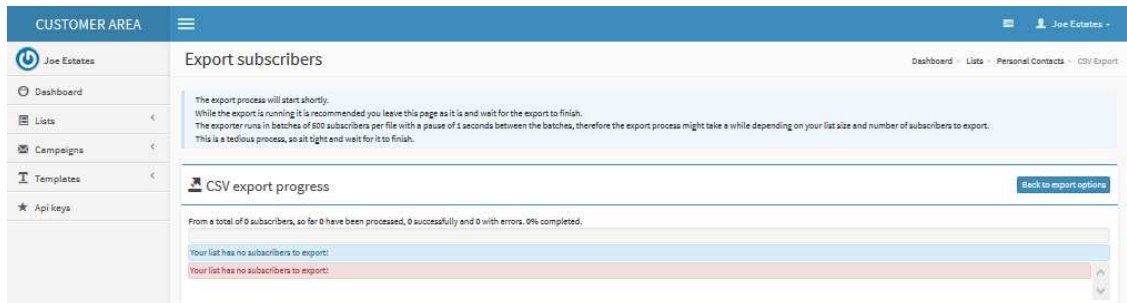 CUSTOMER AREA
Joe Estates
Joe Estates
Export subscribers
Dashboard
Lists
Personal Contacts
CSV Export
Dashboard
Lists
Campaigns
Templates
Api keys
The export process will start shortly.
While the export is running it is recommended you leave this page as it is and wait for the export to finish.
The exporter runs in batches of 500 subscribers per file with a pause of 1 seconds between the batches, therefore the export process might take a while depending on your list size and number of subscribers to export.
This is a tedious process, so sit tight and wait for it to finish.
CSV export progress
Back to export options
From a total of 0 subscribers, so far 0 have been processed, 0 successfully and 0 with errors. 0% completed.
Your list has no subscribers to export!
Your list has no subscribers to export!